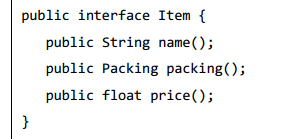 public interface Item {
public String name();
public Packing packing();
public float price();
}